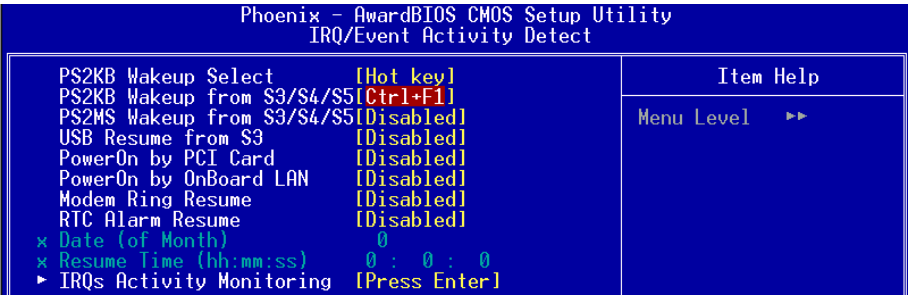 Phoenix - AwardBIOS CMOS Setup Utility
IRQ/Event Activity Detect
PS2KB Wakeup Select [Hot key]
PS2KB Wakeup from S3/S4/S5[Ctrl+F1]
PS2MS Wakeup from S3/S4/S5[Disabled]
USB Resume from S3 [Disabled]
PowerOn by PCI Card [Disabled]
PowerOn by OnBoard LAN [Disabled]
Modem Ring Resume [Disabled]
RTC Alarm Resume [Disabled]
x Date (of Month) 0
x Resume Time (hh:mm:ss) 0 : 0 : 0
► IRQs Activity Monitoring [Press Enter]
Item Help
Menu Level ►►